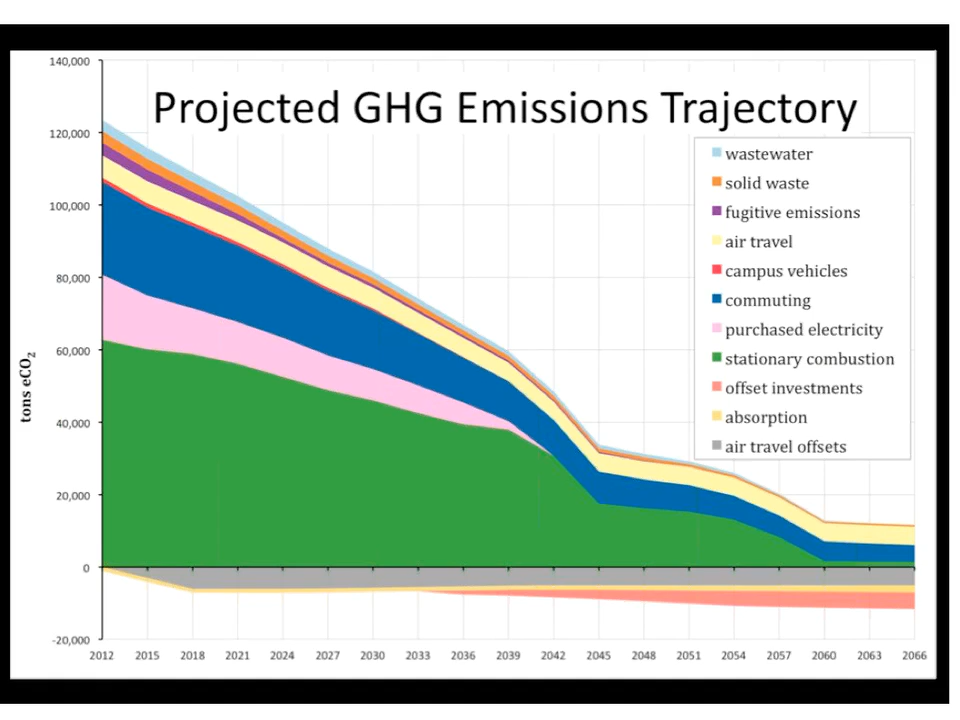 Projected GHG Emissions Trajectory
140,000
120,000
100,000
80,000
60,000
40,000
20,000
0
-20,000
tons eCO2
wastewater
solid waste
fugitive emissions
air travel
campus vehicles
commuting
purchased electricity
stationary combustion
offset investments
absorption
air travel offsets
2012 2015 2018 2021 2024 2027 2030 2033 2036 2039 2042 2045 2048 2051 2054 2057 2060 2063 2066